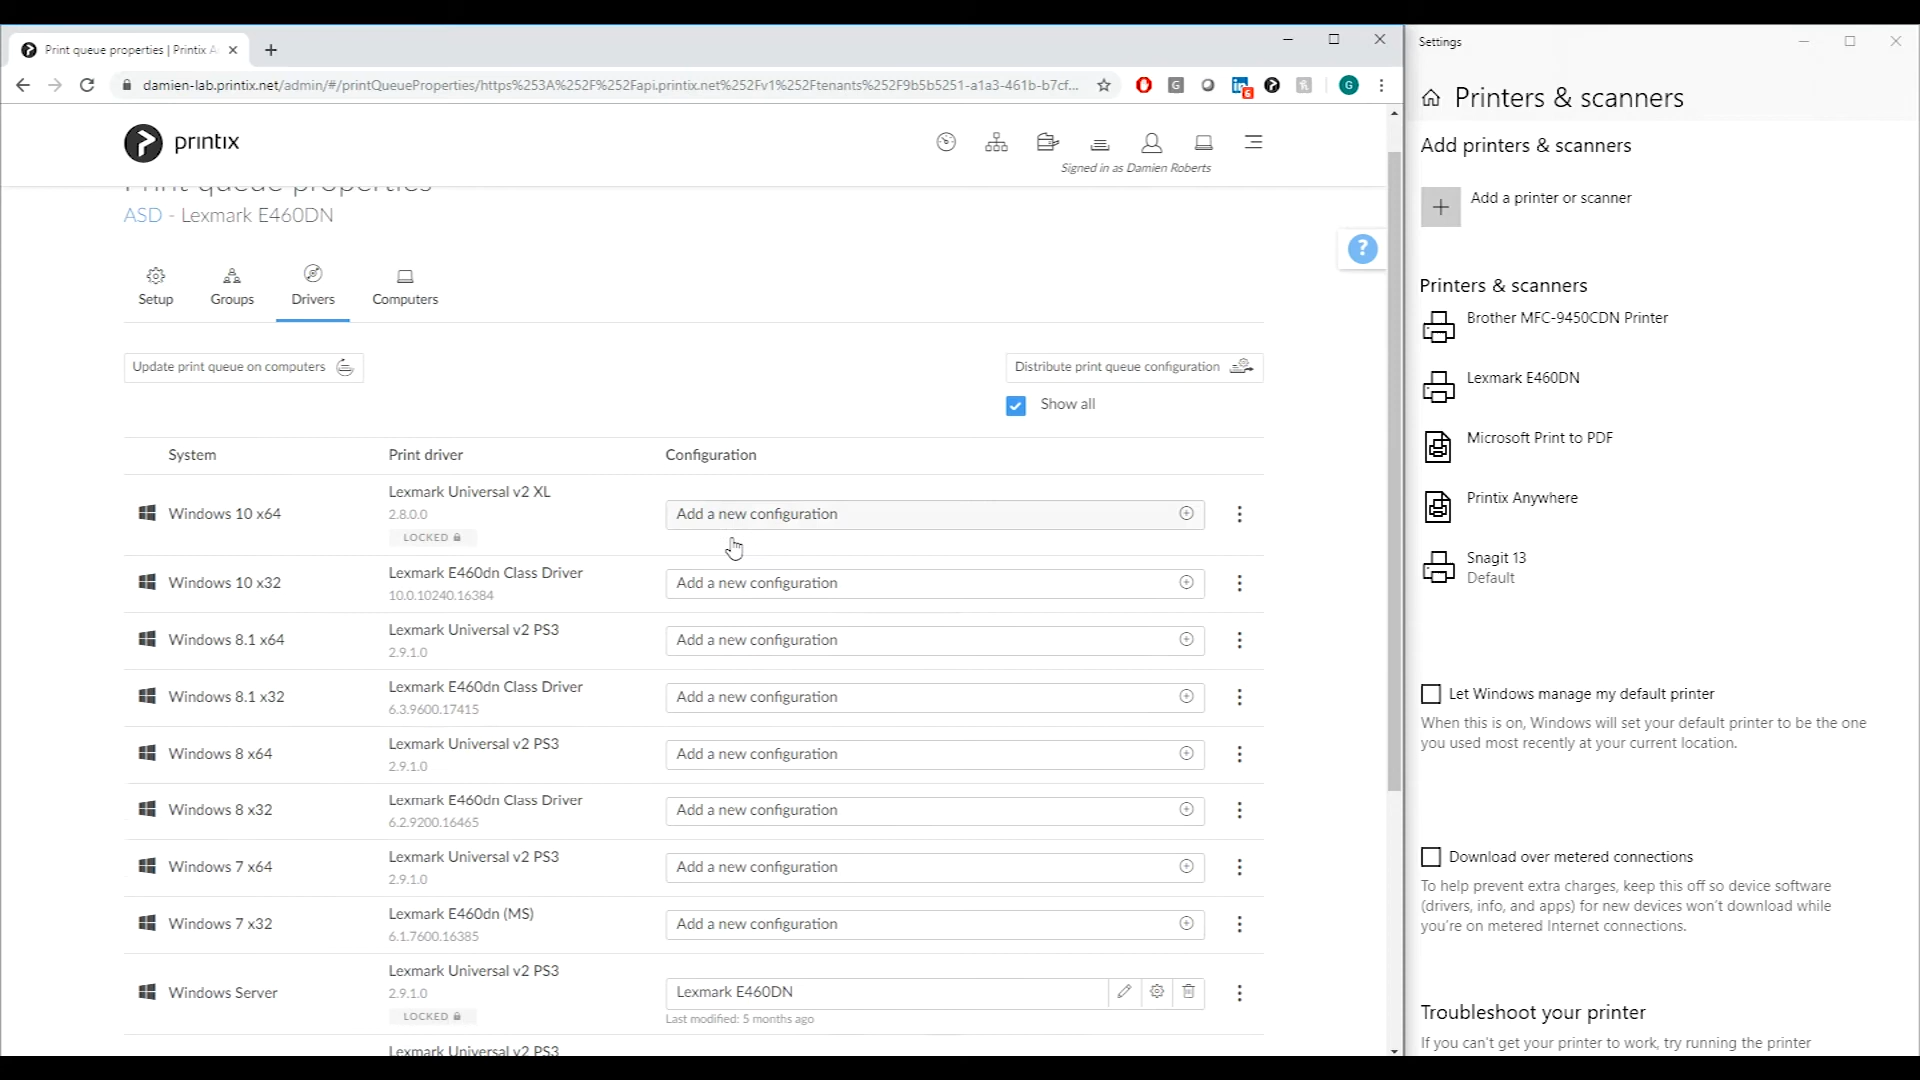 Print queue properties | Printix A
damien-lab.printix.net/admin/#/printQueueProperties/https%253A%252F%252Fapi.printix.net%252Fv1%252Ftenants%252F9b5b5251-a1a3-461b-b7cf...
G
6
G
printix
Signed in as Damien Roberts
Print queue properties
ASD - Lexmark E460DN
?
Setup
Groups
Drivers
Computers
Update print queue on computers
Distribute print queue configuration
Show all
System
Print driver
Configuration
Windows 10 x64
Lexmark Universal v2 XL
2.8.0.0
LOCKED
Add a new configuration
Windows 10 x32
Lexmark E460dn Class Driver
10.0.10240.16384
Add a new configuration
Windows 8.1 x64
Lexmark Universal v2 PS3
2.9.1.0
Add a new configuration
Windows 8.1 x32
Lexmark E460dn Class Driver
6.3.9600.17415
Add a new configuration
Windows 8 x64
Lexmark Universal v2 PS3
2.9.1.0
Add a new configuration
Windows 8 x32
Lexmark E460dn Class Driver
6.2.9200.16465
Add a new configuration
Windows 7 x64
Lexmark Universal v2 PS3
2.9.1.0
Add a new configuration
Windows 7 x32
Lexmark E460dn (MS)
6.1.7600.16385
Add a new configuration
Windows Server
Lexmark Universal v2 PS3
2.9.1.0
LOCKED
Lexmark E460DN
Last modified: 5 months ago
Lexmark Universal v2 PS3
Settings
Printers & scanners
Add printers & scanners
Add a printer or scanner
Printers & scanners
Brother MFC-9450CDN Printer
Lexmark E460DN
Microsoft Print to PDF
Printix Anywhere
Snagit 13
Default
Let Windows manage my default printer
When this is on, Windows will set your default printer to be the one
you used most recently at your current location.
Download over metered connections
To help prevent extra charges, keep this off so device software
(drivers, info, and apps) for new devices won't download while
you're on metered Internet connections.
Troubleshoot your printer
If you can't get your printer to work, try running the printer